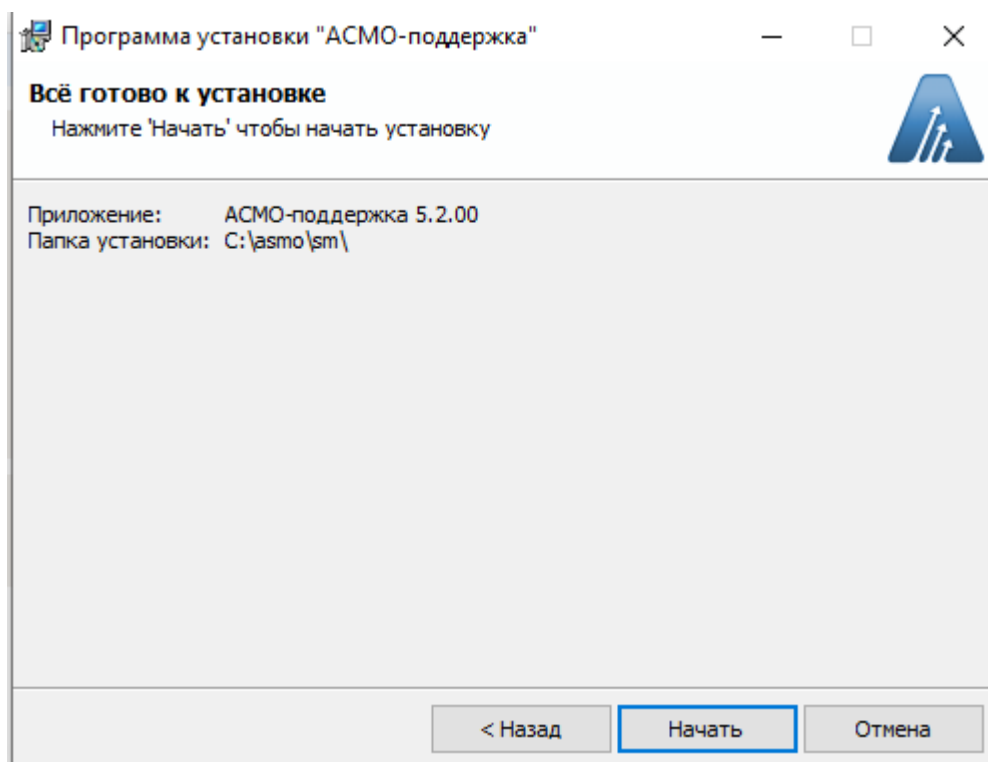 Программа установки "АСМО-поддержка"
Всё готово к установке
Нажмите 'Начать' чтобы начать установку
Приложение: АСМО-поддержка 5.2.00
Папка установки: C:\asmo\sm\
< Назад
Начать
Отмена